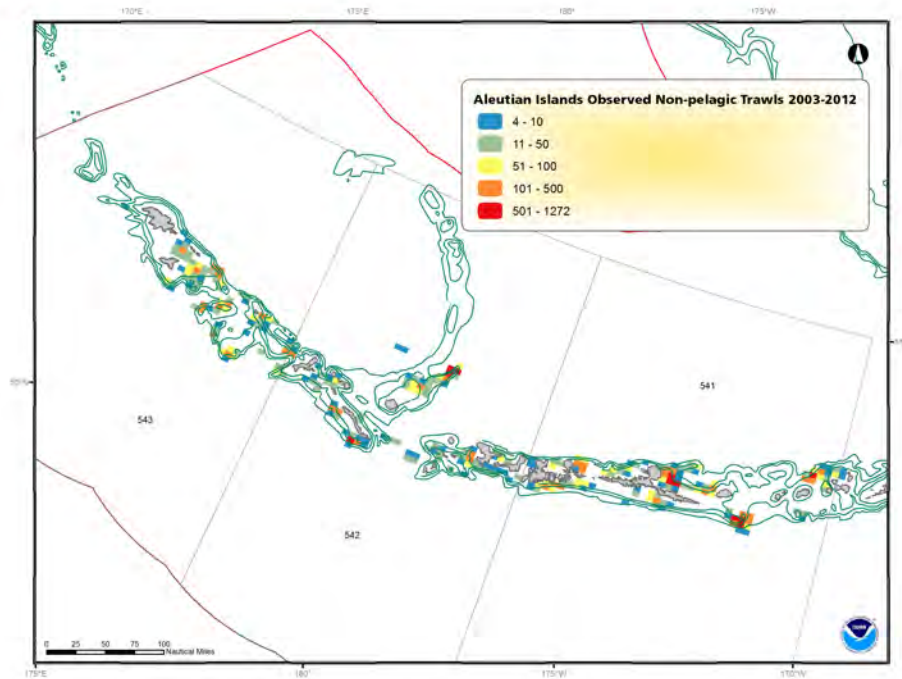 170°E 175°E 180° 175°W
Aleutian Islands Observed Non-pelagic Trawls 2003-2012
4 - 10
11 - 50
51 - 100
101 - 500
501 - 1272
541
543
542
0 25 50 75 100
Nautical Miles
175°E 180° 175°W 170°W